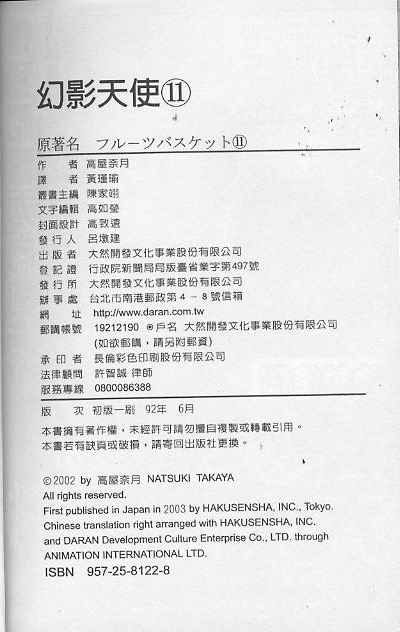 幻影天使⑪
原著名 フルーツバスケット⑪
作者 高屋奈月
譯者 黃瑾瑜
叢書主編 陳家翊
文字編輯 高如瑩
封面設計 高致遠
發行人 呂墩建
出版者 大然開發文化事業股份有限公司
登記證 行政院新聞局局版臺省業字第497號
發行所 大然開發文化事業股份有限公司
辦事處 台北市南港郵政第4－8號信箱
網址 http://www.daran.com.tw
郵購帳號 19212190 ◉戶名 大然開發文化事業股份有限公司
(如欲郵購，請另附郵資)
承印者 長倫彩色印刷股份有限公司
法律顧問 許智誠 律師
服務專線 0800086388
版次 初版一刷 92年 6月
本書擁有著作權，未經許可請勿擅自複製或轉載引用。
本書若有缺頁或破損，請寄回出版社更換。
©2002 by 高屋奈月 NATSUKI TAKAYA
All rights reserved.
First published in Japan in 2003 by HAKUSENSHA, INC., Tokyo.
Chinese translation right arranged with HAKUSENSHA, INC.
and DARAN Development Culture Enterprise Co., LTD. through
ANIMATION INTERNATIONAL LTD.
ISBN 957-25-8122-8